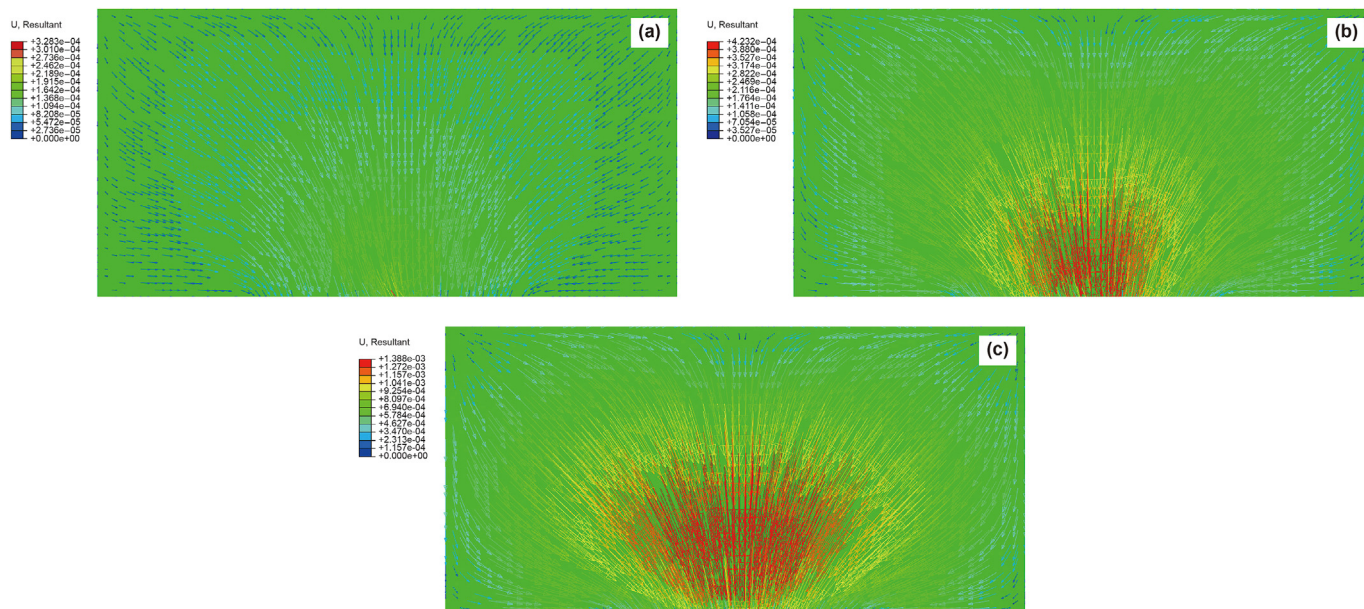 U, Resultant
+3.283e−04
+3.010e−04
+2.736e−04
+2.462e−04
+2.189e−04
+1.915e−04
+1.642e−04
+1.368e−04
+1.094e−04
+8.208e−05
+5.472e−05
+2.736e−05
+0.000e+00
(a)
U, Resultant
+4.232e−04
+3.880e−04
+3.527e−04
+3.174e−04
+2.822e−04
+2.469e−04
+2.116e−04
+1.764e−04
+1.411e−04
+1.058e−04
+7.054e−05
+3.527e−05
+0.000e+00
(b)
U, Resultant
+1.388e−03
+1.272e−03
+1.157e−03
+1.041e−03
+9.254e−04
+8.097e−04
+6.940e−04
+5.784e−04
+4.627e−04
+3.470e−04
+2.313e−04
+1.157e−04
+0.000e+00
(c)